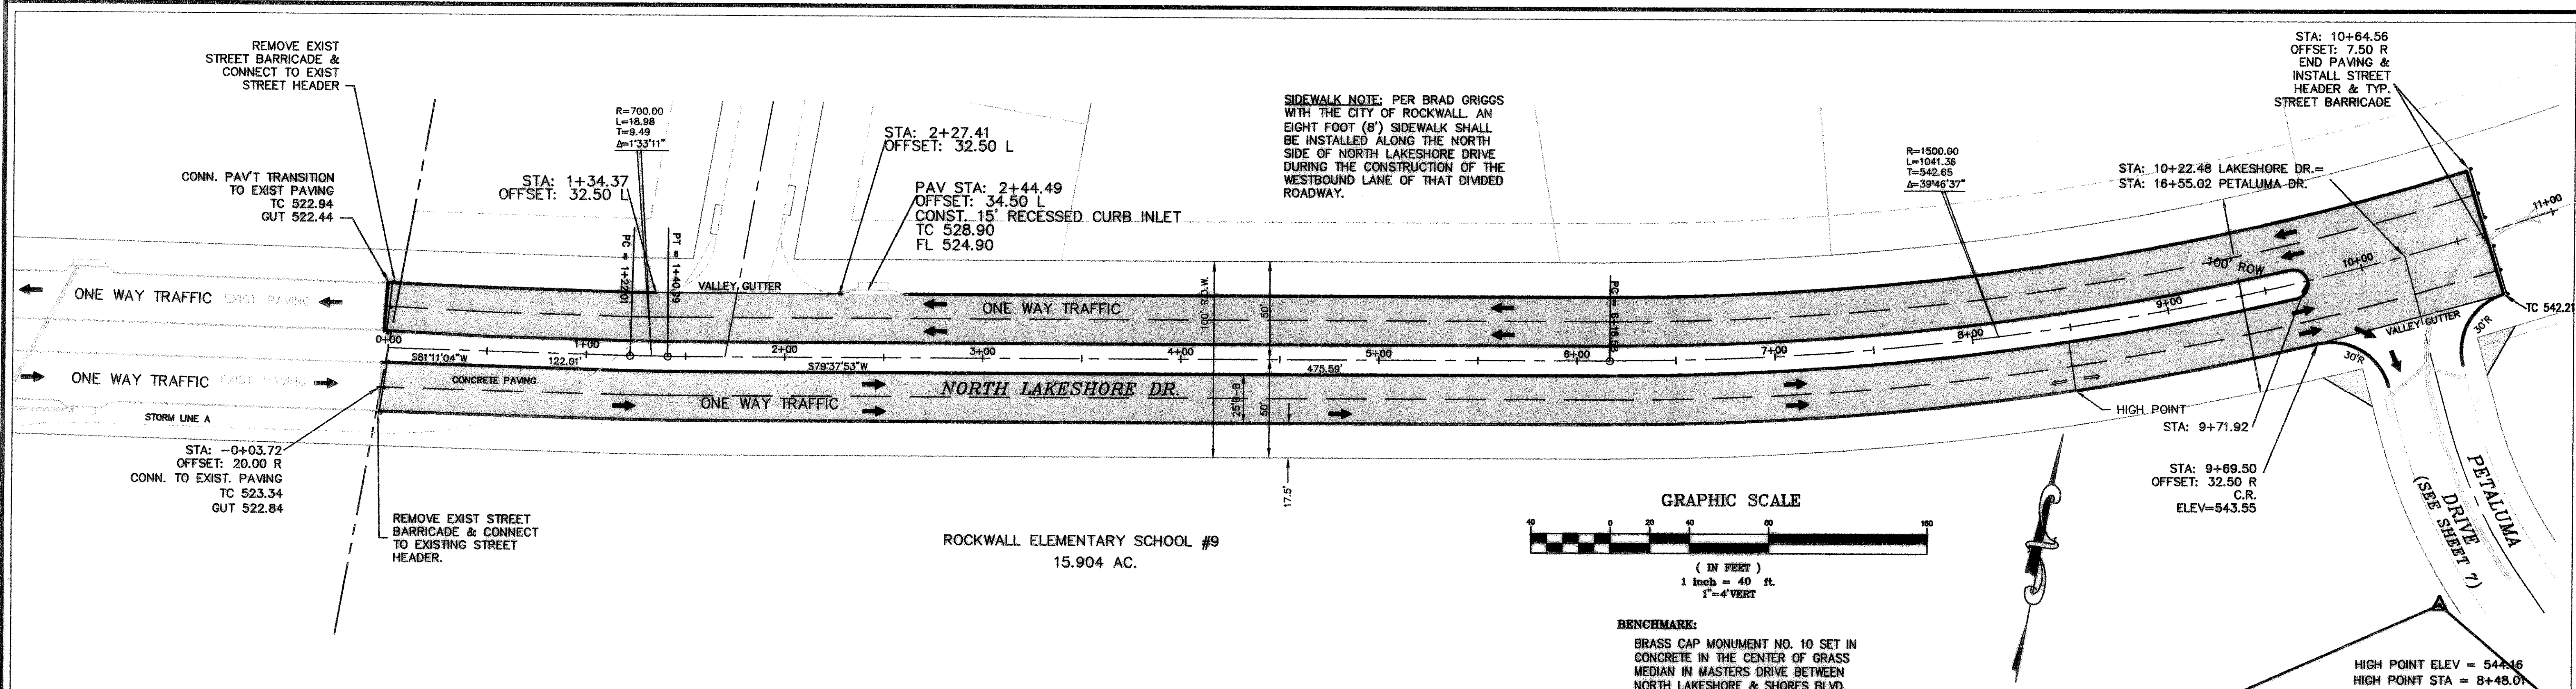 REMOVE EXIST
STREET BARRICADE &
CONNECT TO EXIST
STREET HEADER
CONN. PAV'T TRANSITION
TO EXIST PAVING
TC 522.94
GUT 522.44
R=700.00
L=18.98
T=9.49
Δ=1°33'11"
STA: 1+34.37
OFFSET: 32.50 L
STA: 2+27.41
OFFSET: 32.50 L
PAV STA: 2+44.49
OFFSET: 34.50 L
CONST. 15' RECESSED CURB INLET
TC 528.90
FL 524.90
SIDEWALK NOTE: PER BRAD GRIGGS
WITH THE CITY OF ROCKWALL. AN
EIGHT FOOT (8') SIDEWALK SHALL
BE INSTALLED ALONG THE NORTH
SIDE OF NORTH LAKESHORE DRIVE
DURING THE CONSTRUCTION OF THE
WESTBOUND LANE OF THAT DIVIDED
ROADWAY.
R=1500.00
L=1041.36
T=542.65
Δ=39°46'37"
STA: 10+22.48 LAKESHORE DR.=
STA: 16+55.02 PETALUMA DR.
STA: 10+64.56
OFFSET: 7.50 R
END PAVING &
INSTALL STREET
HEADER & TYP.
STREET BARRICADE
ONE WAY TRAFFIC EXIST PAVING
PC = 1+22.01
PT = 1+40.99
VALLEY GUTTER
ONE WAY TRAFFIC
100' R.O.W.
50'
PC = 6+16.58
100' ROW
TC 542.21
0+00
1+00
2+00
3+00
4+00
5+00
6+00
7+00
8+00
9+00
10+00
11+00
S81°11'04"W
122.01'
S79°37'53"W
475.59'
ONE WAY TRAFFIC EXIST PAVING
CONCRETE PAVING
NORTH LAKESHORE DR.
ONE WAY TRAFFIC
25'B-B
50'
17.5'
STORM LINE A
STA: -0+03.72
OFFSET: 20.00 R
CONN. TO EXIST. PAVING
TC 523.34
GUT 522.84
REMOVE EXIST STREET
BARRICADE & CONNECT
TO EXISTING STREET
HEADER.
ROCKWALL ELEMENTARY SCHOOL #9
15.904 AC.
VALLEY GUTTER
30'R
30'R
HIGH POINT
STA: 9+71.92
STA: 9+69.50
OFFSET: 32.50 R
C.R.
ELEV=543.55
PETALUMA
DRIVE
(SEE SHEET 7)
GRAPHIC SCALE
40 0 20 40 80 160
( IN FEET )
1 inch = 40 ft.
1"=4'VERT
BENCHMARK:
BRASS CAP MONUMENT NO. 10 SET IN
CONCRETE IN THE CENTER OF GRASS
MEDIAN IN MASTERS DRIVE BETWEEN
NORTH LAKESHORE & SHORES BLVD.
HIGH POINT ELEV = 544.16
HIGH POINT STA = 8+48.01